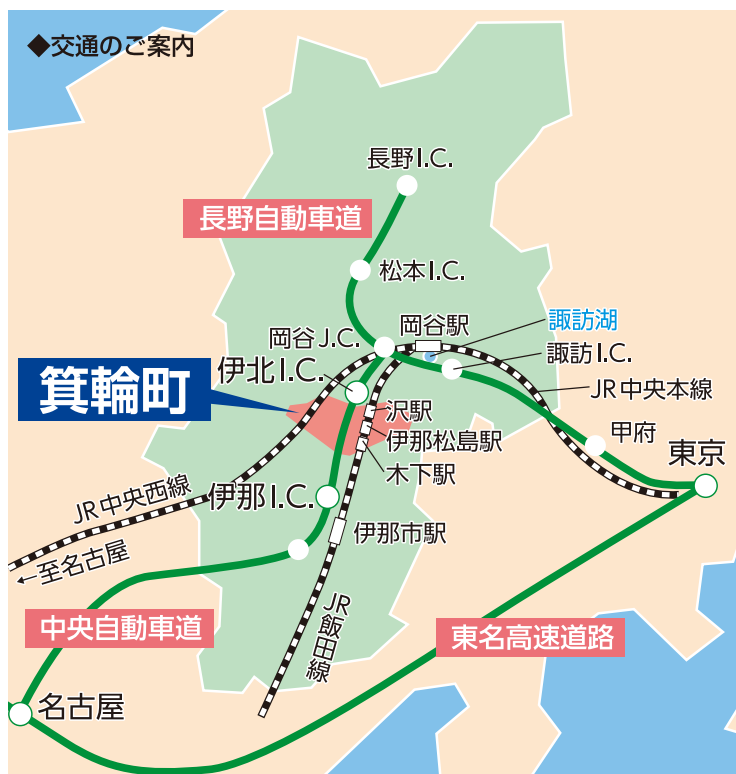 ◆交通のご案内
長野I.C.
長野自動車道
松本I.C.
岡谷J.C.
岡谷駅
諏訪湖
諏訪I.C.
箕輪町
伊北I.C.
JR中央本線
沢駅
伊那松島駅
甲府
木下駅
東京
JR中央西線
伊那I.C.
伊那市駅
←至名古屋
JR飯田線
中央自動車道
東名高速道路
名古屋